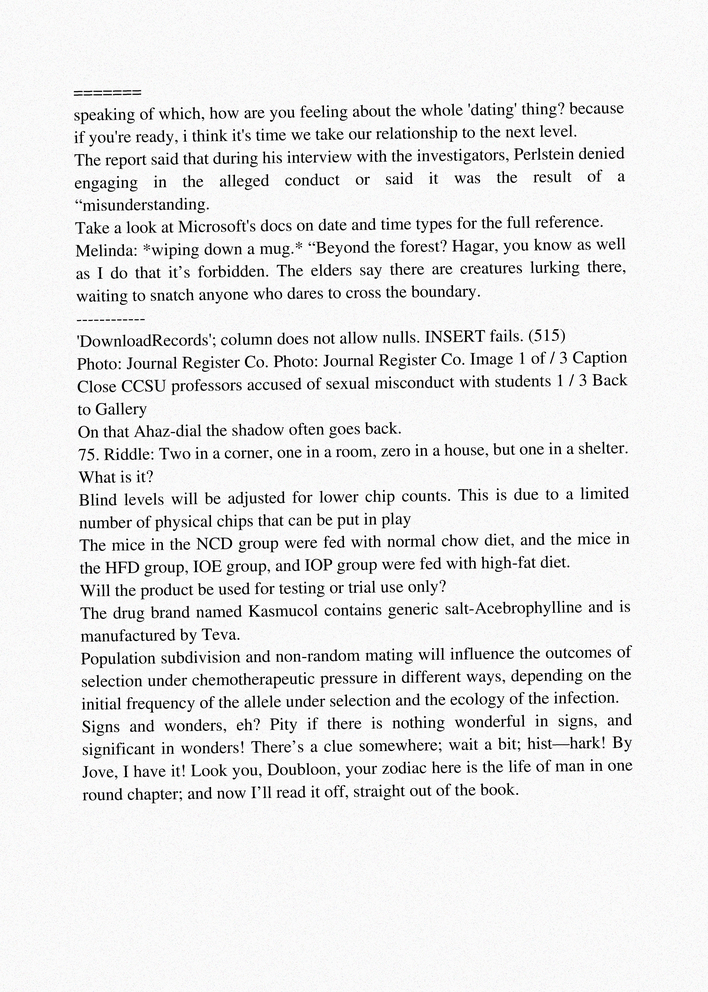 =======
speaking of which, how are you feeling about the whole 'dating' thing? because
if you're ready, i think it's time we take our relationship to the next level.
The report said that during his interview with the investigators, Perlstein denied
engaging in the alleged conduct or said it was the result of a
“misunderstanding.
Take a look at Microsoft's docs on date and time types for the full reference.
Melinda: *wiping down a mug.* “Beyond the forest? Hagar, you know as well
as I do that it’s forbidden. The elders say there are creatures lurking there,
waiting to snatch anyone who dares to cross the boundary.
------------
'DownloadRecords'; column does not allow nulls. INSERT fails. (515)
Photo: Journal Register Co. Photo: Journal Register Co. Image 1 of / 3 Caption
Close CCSU professors accused of sexual misconduct with students 1 / 3 Back
to Gallery
On that Ahaz-dial the shadow often goes back.
75. Riddle: Two in a corner, one in a room, zero in a house, but one in a shelter.
What is it?
Blind levels will be adjusted for lower chip counts. This is due to a limited
number of physical chips that can be put in play
The mice in the NCD group were fed with normal chow diet, and the mice in
the HFD group, IOE group, and IOP group were fed with high-fat diet.
Will the product be used for testing or trial use only?
The drug brand named Kasmucol contains generic salt-Acebrophylline and is
manufactured by Teva.
Population subdivision and non-random mating will influence the outcomes of
selection under chemotherapeutic pressure in different ways, depending on the
initial frequency of the allele under selection and the ecology of the infection.
Signs and wonders, eh? Pity if there is nothing wonderful in signs, and
significant in wonders! There’s a clue somewhere; wait a bit; hist—hark! By
Jove, I have it! Look you, Doubloon, your zodiac here is the life of man in one
round chapter; and now I’ll read it off, straight out of the book.